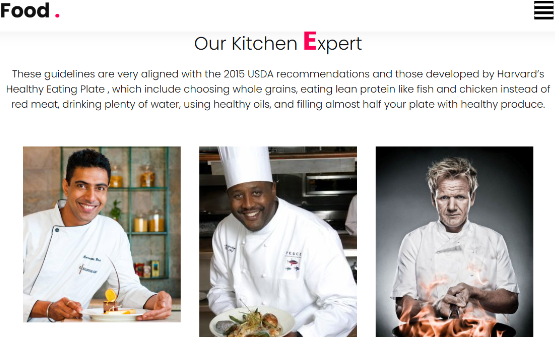 Food .
Our Kitchen Expert
These guidelines are very aligned with the 2015 USDA recommendations and those developed by Harvard's
Healthy Eating Plate , which include choosing whole grains, eating lean protein like fish and chicken instead of
red meat, drinking plenty of water, using healthy oils, and filling almost half your plate with healthy produce.